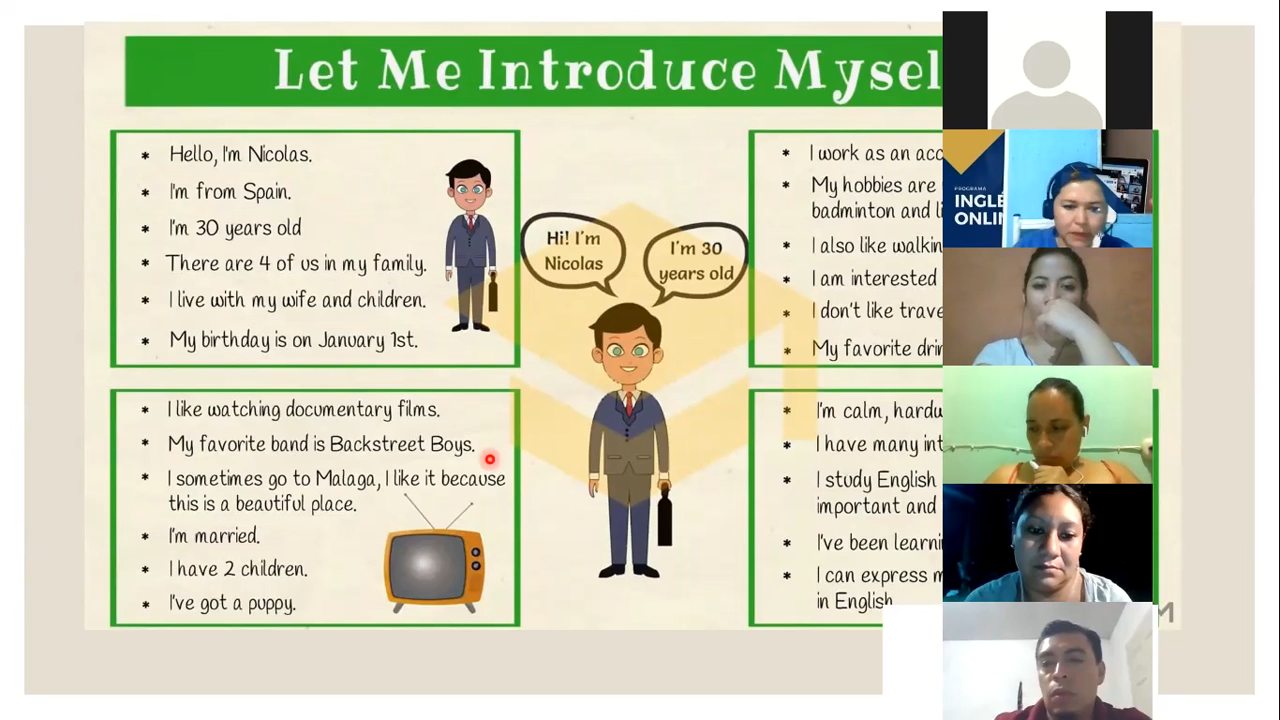 Let Me Introduce Mysel
* Hello, I'm Nicolas.
* I'm from Spain.
* I'm 30 years old
* There are 4 of us in my family.
* I live with my wife and children.
* My birthday is on January 1st.
Hi! I'm
Nicolas
I'm 30
years old
* I work as an acc
* My hobbies are
badminton and li
* I also like walkin
* I am interested
* I don't like trave
* My favorite drin
* I like watching documentary films.
* My favorite band is Backstreet Boys.
* I sometimes go to Malaga, I like it because
this is a beautiful place.
* I'm married.
* I have 2 children.
* I've got a puppy.
* I'm calm, hardw
* I have many int
* I study English
important and
* I've been learni
* I can express m
in English
PROGRAMA
INGLÉ
ONLIN
M